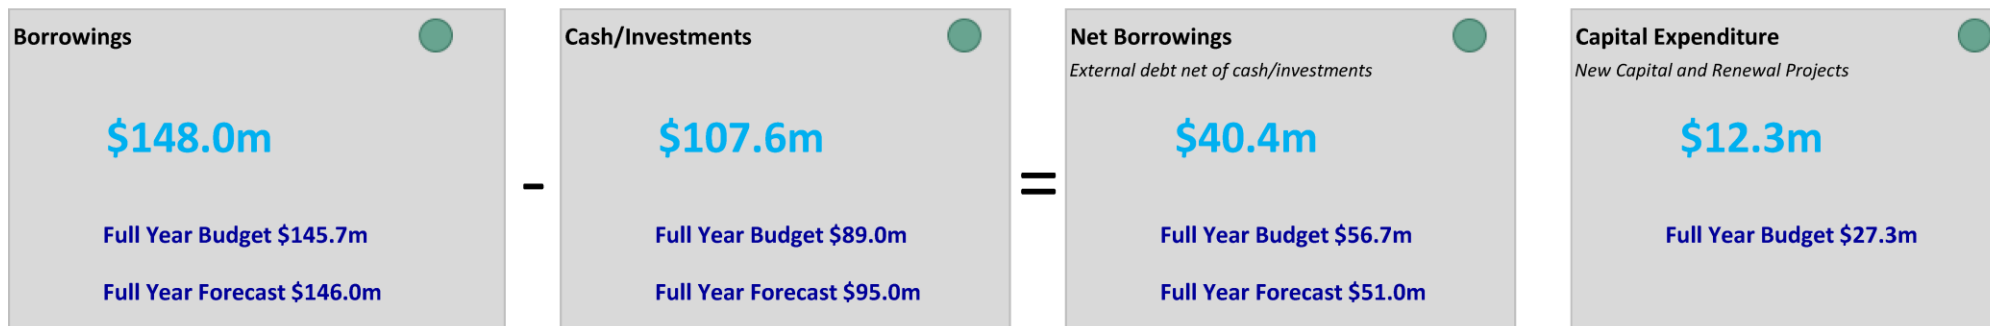 Borrowings
$148.0m
Full Year Budget $145.7m
Full Year Forecast $146.0m
-
Cash/Investments
$107.6m
Full Year Budget $89.0m
Full Year Forecast $95.0m
=
Net Borrowings
External debt net of cash/investments
$40.4m
Full Year Budget $56.7m
Full Year Forecast $51.0m
Capital Expenditure
New Capital and Renewal Projects
$12.3m
Full Year Budget $27.3m